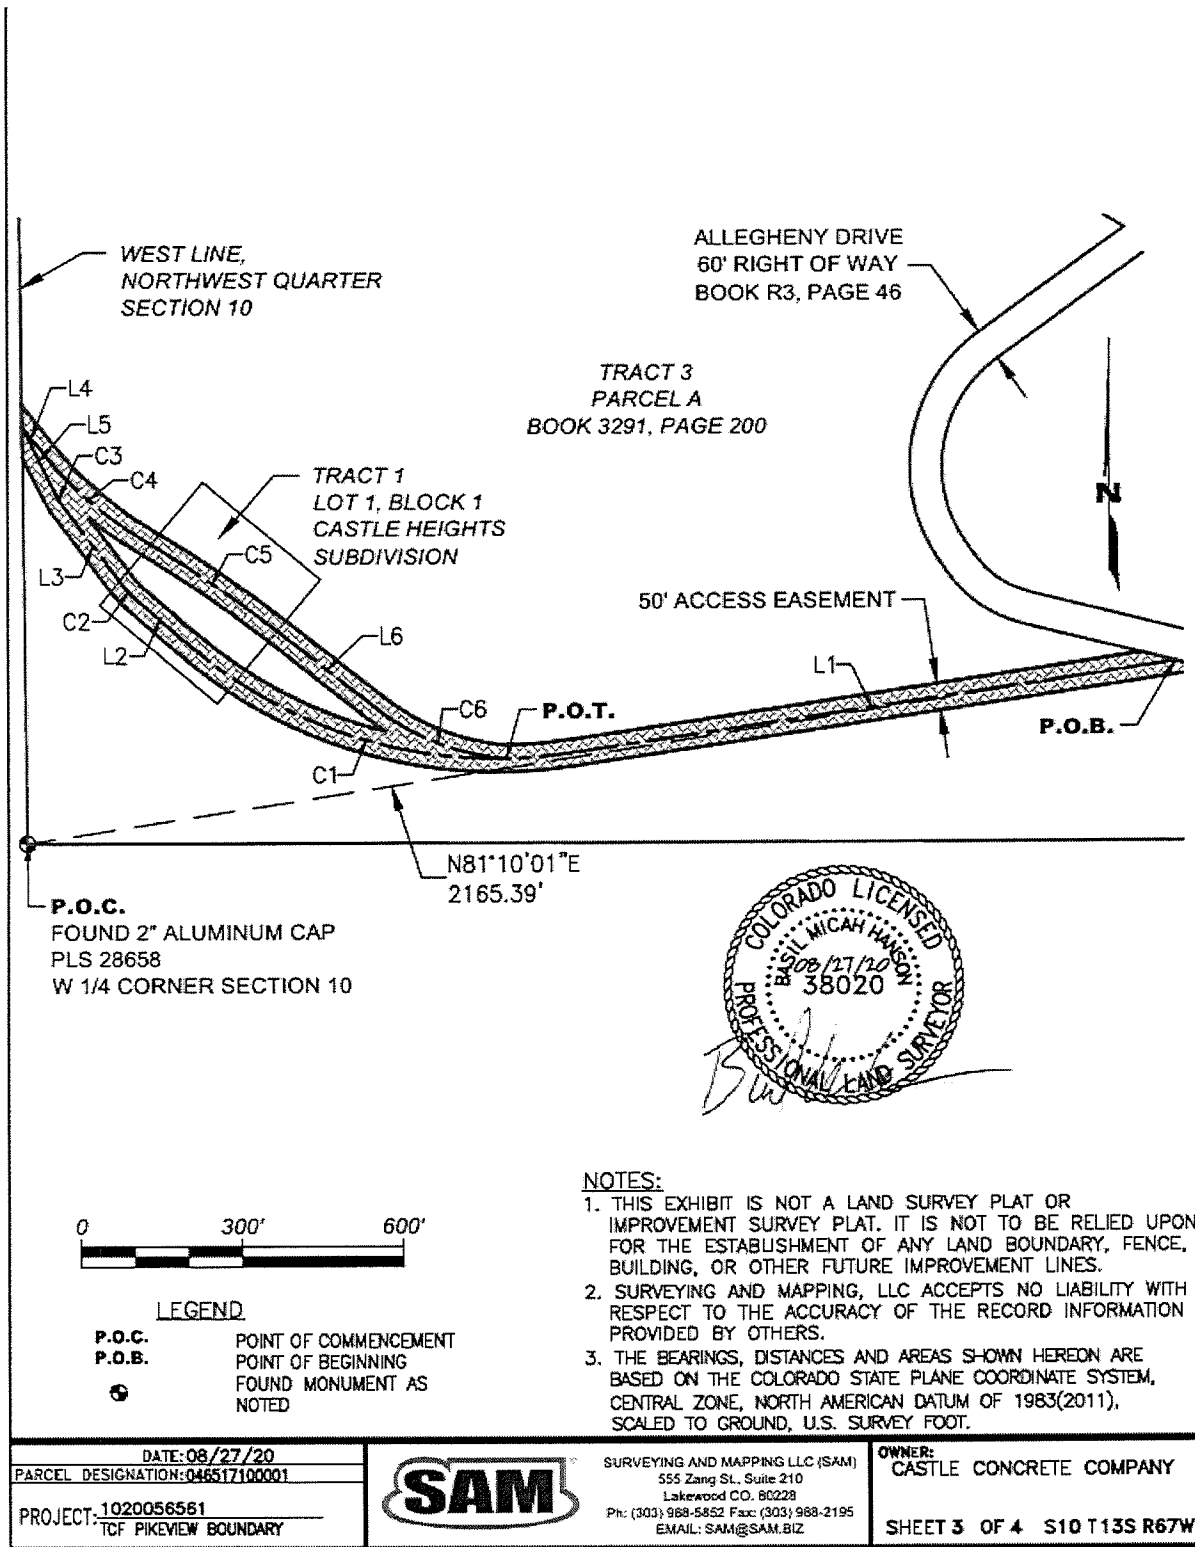 WEST LINE,
NORTHWEST QUARTER
SECTION 10
ALLEGHENY DRIVE
60' RIGHT OF WAY
BOOK R3, PAGE 46
TRACT 3
PARCEL A
BOOK 3291, PAGE 200
L4
L5
C3
C4
TRACT 1
LOT 1, BLOCK 1
CASTLE HEIGHTS
SUBDIVISION
N
C5
L3
C2
L2
50' ACCESS EASEMENT
L6
L1
C6
P.O.T.
P.O.B.
C1
N81°10'01"E
2165.39'
P.O.C.
FOUND 2" ALUMINUM CAP
PLS 28658
W 1/4 CORNER SECTION 10
COLORADO LICENSED
BASIL MICAH HANSON
08/27/20
38020
PROFESSIONAL LAND SURVEYOR
0 300' 600'
LEGEND
P.O.C. POINT OF COMMENCEMENT
P.O.B. POINT OF BEGINNING
FOUND MONUMENT AS
NOTED
NOTES:
1. THIS EXHIBIT IS NOT A LAND SURVEY PLAT OR
IMPROVEMENT SURVEY PLAT. IT IS NOT TO BE RELIED UPON
FOR THE ESTABLISHMENT OF ANY LAND BOUNDARY, FENCE,
BUILDING, OR OTHER FUTURE IMPROVEMENT LINES.
2. SURVEYING AND MAPPING, LLC ACCEPTS NO LIABILITY WITH
RESPECT TO THE ACCURACY OF THE RECORD INFORMATION
PROVIDED BY OTHERS.
3. THE BEARINGS, DISTANCES AND AREAS SHOWN HEREON ARE
BASED ON THE COLORADO STATE PLANE COORDINATE SYSTEM,
CENTRAL ZONE, NORTH AMERICAN DATUM OF 1983(2011),
SCALED TO GROUND, U.S. SURVEY FOOT.
DATE: 08/27/20
PARCEL DESIGNATION: 046517100001
PROJECT: 1020056561
TCF PIKEVIEW BOUNDARY
SAM
SURVEYING AND MAPPING LLC (SAM)
555 Zang St., Suite 210
Lakewood CO. 80228
Ph: (303) 988-5852 Fax: (303) 988-2195
EMAIL: SAM@SAM.BIZ
OWNER:
CASTLE CONCRETE COMPANY
SHEET 3 OF 4 S10 T13S R67W